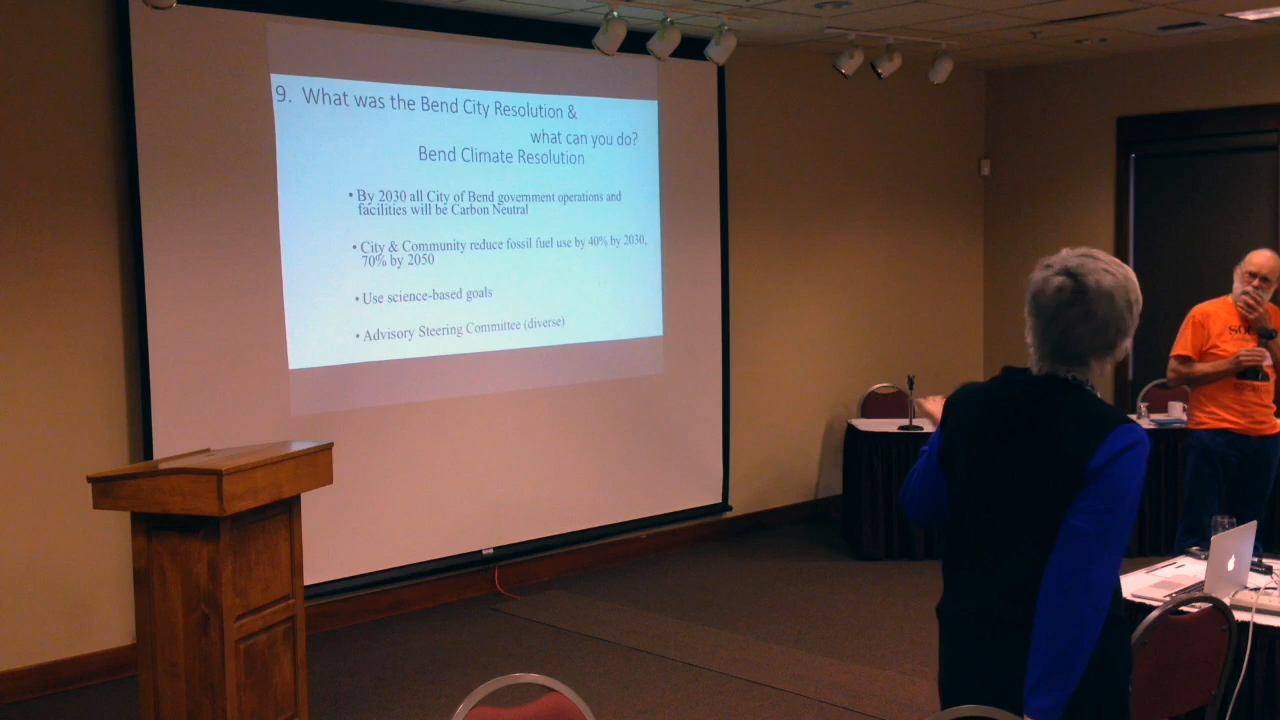 9. What was the Bend City Resolution &
what can you do?
Bend Climate Resolution
• By 2030 all City of Bend government operations and
facilities will be Carbon Neutral
• City & Community reduce fossil fuel use by 40% by 2030,
70% by 2050
• Use science-based goals
• Advisory Steering Committee (diverse)